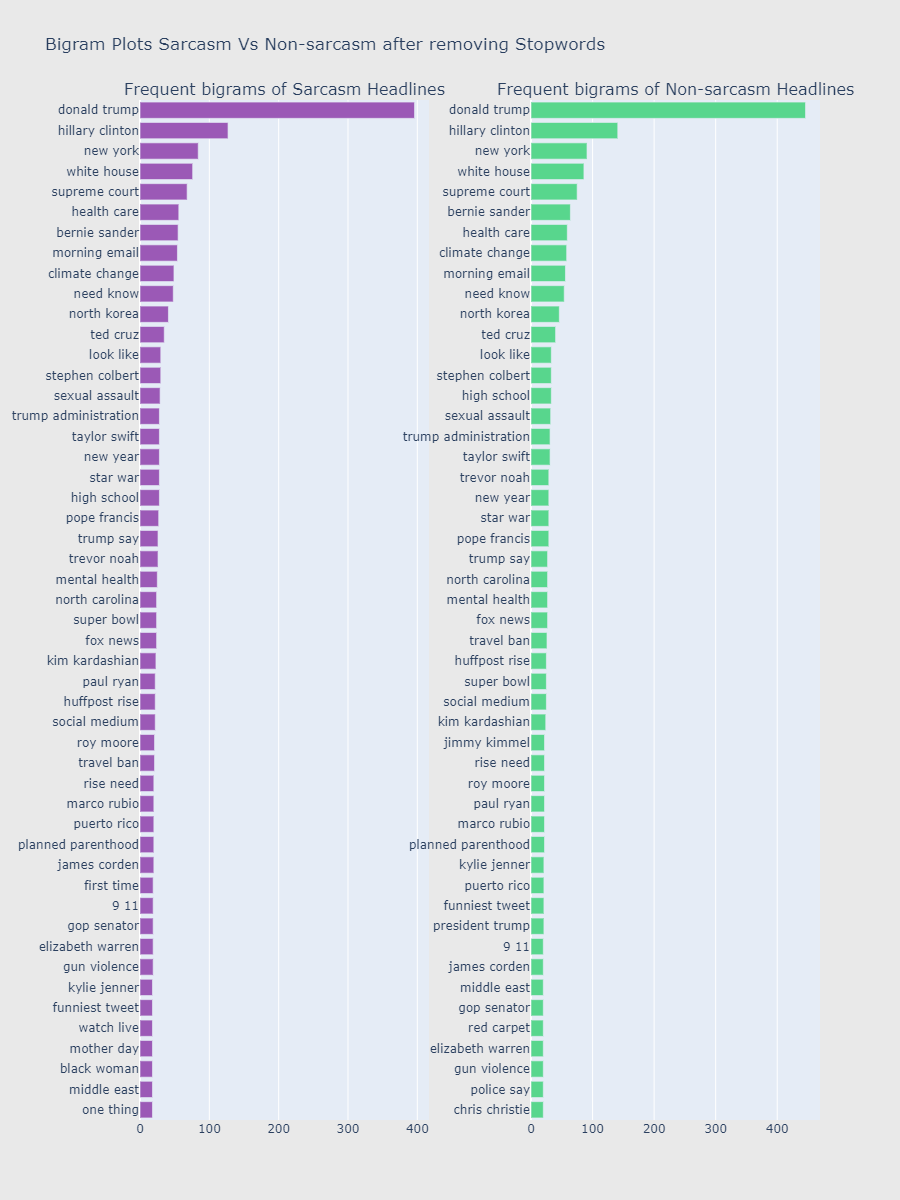 Bigram Plots Sarcasm Vs Non-sarcasm after removing Stopwords
Frequent bigrams of Sarcasm Headlines
donald trump
hillary clinton
new york
white house
supreme court
health care
bernie sander
morning email
climate change
need know
north korea
ted cruz
look like
stephen colbert
sexual assault
trump administration
taylor swift
new year
star war
high school
pope francis
trump say
trevor noah
mental health
north carolina
super bowl
fox news
kim kardashian
paul ryan
huffpost rise
social medium
roy moore
travel ban
rise need
marco rubio
puerto rico
planned parenthood
james corden
first time
9 11
gop senator
elizabeth warren
gun violence
kylie jenner
funniest tweet
watch live
mother day
black woman
middle east
one thing
0 100 200 300 400
Frequent bigrams of Non-sarcasm Headlines
donald trump
hillary clinton
new york
white house
supreme court
bernie sander
health care
climate change
morning email
need know
north korea
ted cruz
look like
stephen colbert
high school
sexual assault
trump administration
taylor swift
trevor noah
new year
star war
pope francis
trump say
north carolina
mental health
fox news
travel ban
huffpost rise
super bowl
social medium
kim kardashian
jimmy kimmel
rise need
roy moore
paul ryan
marco rubio
planned parenthood
kylie jenner
puerto rico
funniest tweet
president trump
9 11
james corden
middle east
gop senator
red carpet
elizabeth warren
gun violence
police say
chris christie
0 100 200 300 400